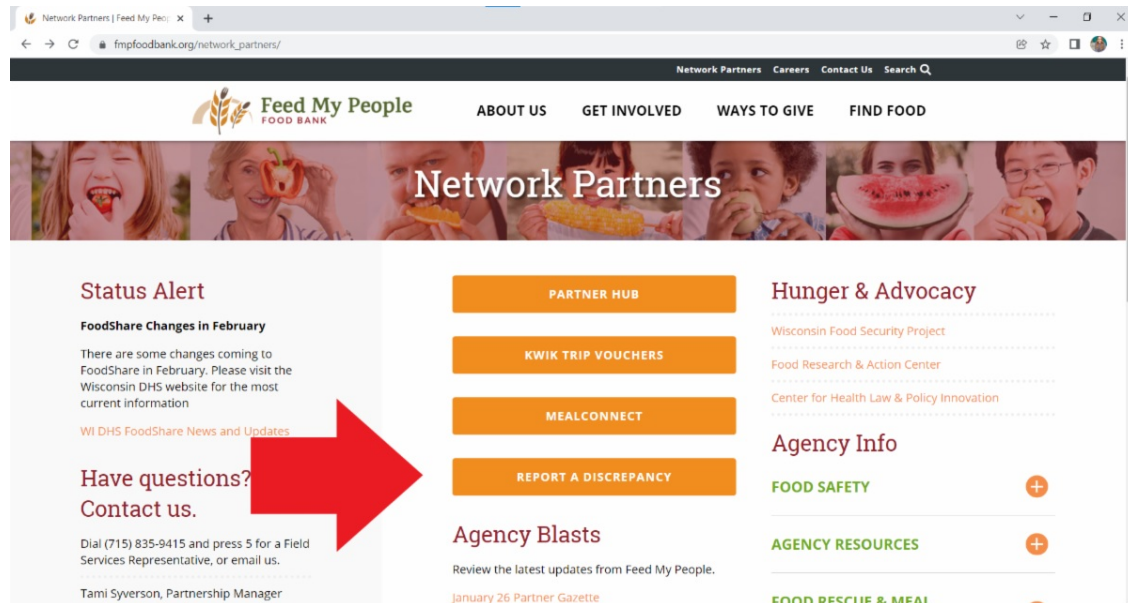 Network Partners | Feed My Peop
fmpfoodbank.org/network_partners/
Network Partners Careers Contact Us Search
Feed My People
FOOD BANK
ABOUT US GET INVOLVED WAYS TO GIVE FIND FOOD
Network Partners
Status Alert
FoodShare Changes in February
There are some changes coming to
FoodShare in February. Please visit the
Wisconsin DHS website for the most
current information
WI DHS FoodShare News and Updates
Have questions?
Contact us.
Dial (715) 835-9415 and press 5 for a Field
Services Representative, or email us.
Tami Syverson, Partnership Manager
PARTNER HUB
KWIK TRIP VOUCHERS
MEALCONNECT
REPORT A DISCREPANCY
Agency Blasts
Review the latest updates from Feed My People.
January 26 Partner Gazette
Hunger & Advocacy
Wisconsin Food Security Project
Food Research & Action Center
Center for Health Law & Policy Innovation
Agency Info
FOOD SAFETY
AGENCY RESOURCES
FOOD RESCUE & MEAL